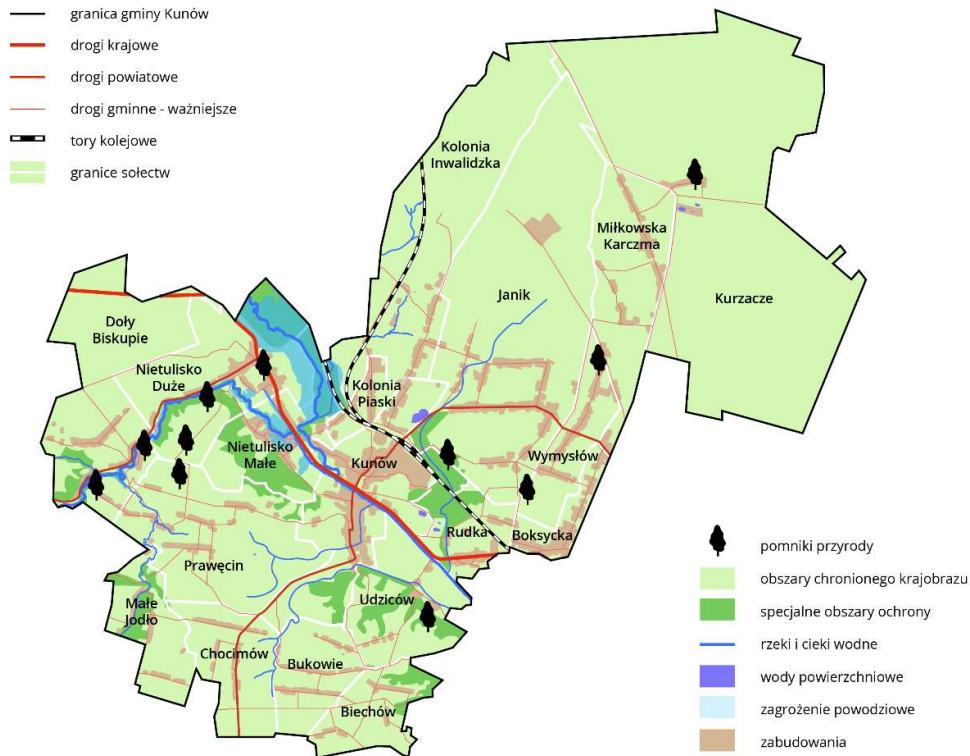 granica gminy Kunów
drogi krajowe
drogi powiatowe
drogi gminne - ważniejsze
tory kolejowe
granice sołectw
Kolonia
Inwalidzka
Miłkowska
Karczma
Janik
Kurzacze
Doły
Biskupie
Nietulisko
Duże
Kolonia
Piaski
Nietulisko
Małe
Kunów
Wymysłów
Rudka
Boksycka
Prawęcin
Udziców
Małe
Jodło
Chocimów
Bukowie
Biechów
pomniki przyrody
obszary chronionego krajobrazu
specjalne obszary ochrony
rzeki i cieki wodne
wody powierzchniowe
zagrożenie powodziowe
zabudowania